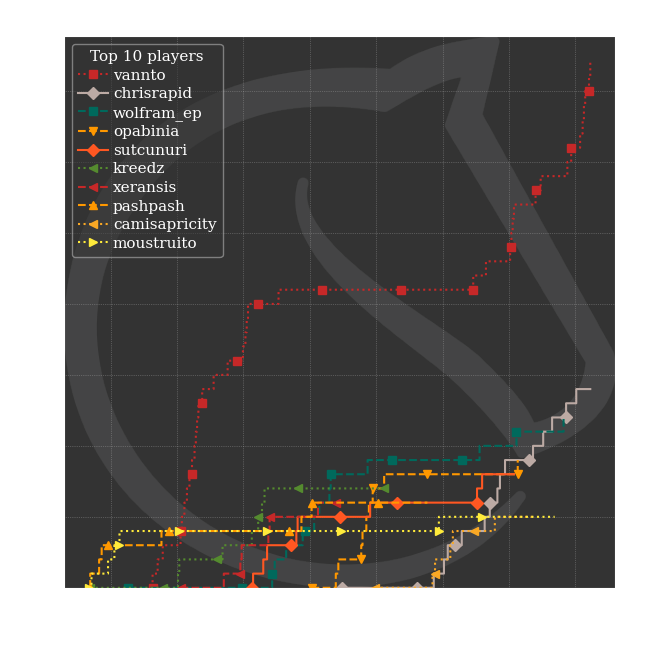 Top 10 players
vannto
chrisrapid
wolfram_ep
opabinia
sutcunuri
kreedz
xeransis
pashpash
camisapricity
moustruito